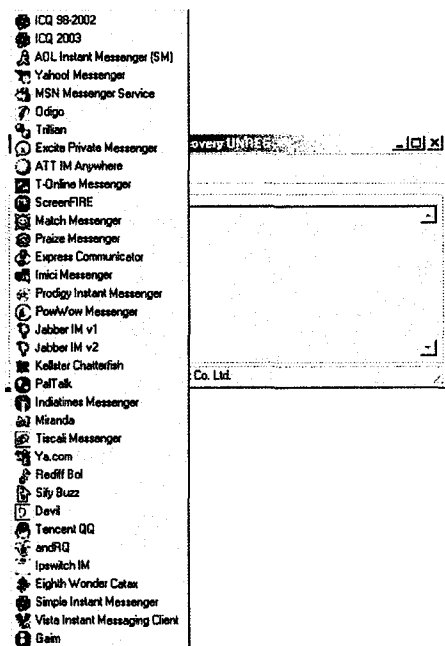 ICQ 98-2002
ICQ 2003
AOL Instant Messenger (SM)
Yahoo! Messenger
MSN Messenger Service
Odigo
Trillian
Excite Private Messenger
ATT IM Anywhere
T-Online Messenger
ScreenFIRE
Match Messenger
Praize Messenger
Express Communicator
Imici Messenger
Prodigy Instant Messenger
PowWow Messenger
Jabber IM v1
Jabber IM v2
Kellster Chatterfish
PalTalk
Indiatimes Messenger
Miranda
Tiscali Messenger
Ya.com
Rediff Bol
Sify Buzz
Devil
Tencent QQ
andRQ
Ipswitch IM
Eighth Wonder Catax
Simple Instant Messenger
Vista Instant Messaging Client
Gaim
overy
Co. Ltd.